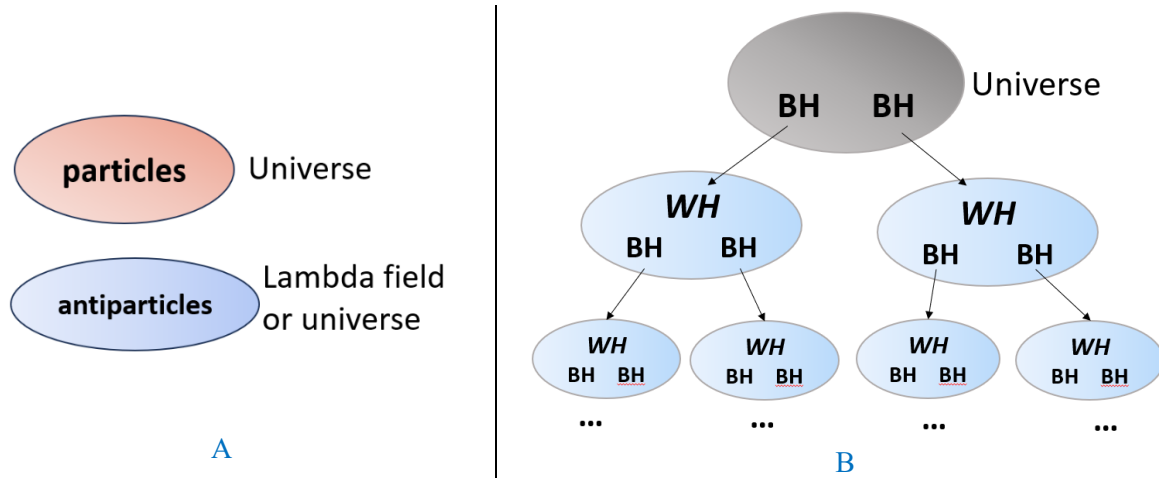 particles
Universe
antiparticles
Lambda field
or universe
A
BH BH
Universe
WH
BH BH
WH
BH BH
WH
BH BH
WH
BH BH
WH
BH BH
WH
BH BH
...
...
...
...
B